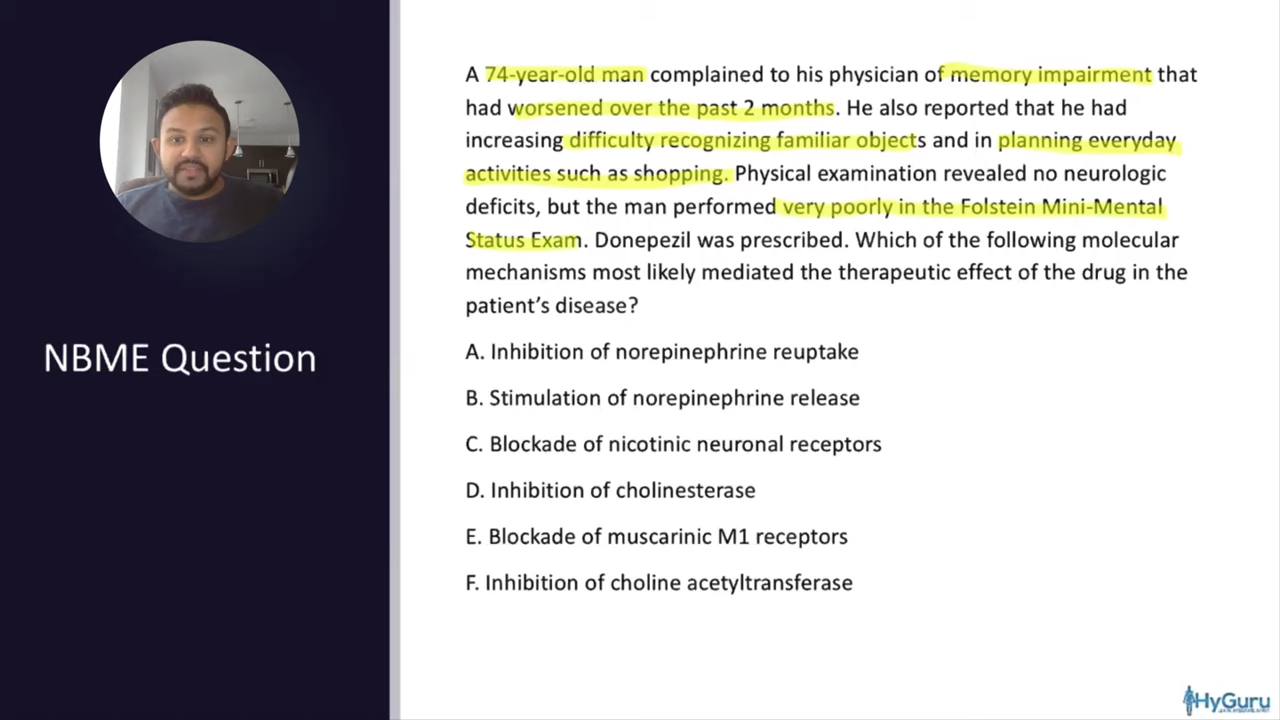 A 74-year-old man complained to his physician of memory impairment that
had worsened over the past 2 months. He also reported that he had
increasing difficulty recognizing familiar objects and in planning everyday
activities such as shopping. Physical examination revealed no neurologic
deficits, but the man performed very poorly in the Folstein Mini-Mental
Status Exam. Donepezil was prescribed. Which of the following molecular
mechanisms most likely mediated the therapeutic effect of the drug in the
patient's disease?
NBME Question
A. Inhibition of norepinephrine reuptake
B. Stimulation of norepinephrine release
C. Blockade of nicotinic neuronal receptors
D. Inhibition of cholinesterase
E. Blockade of muscarinic M1 receptors
F. Inhibition of choline acetyltransferase
HyGuru